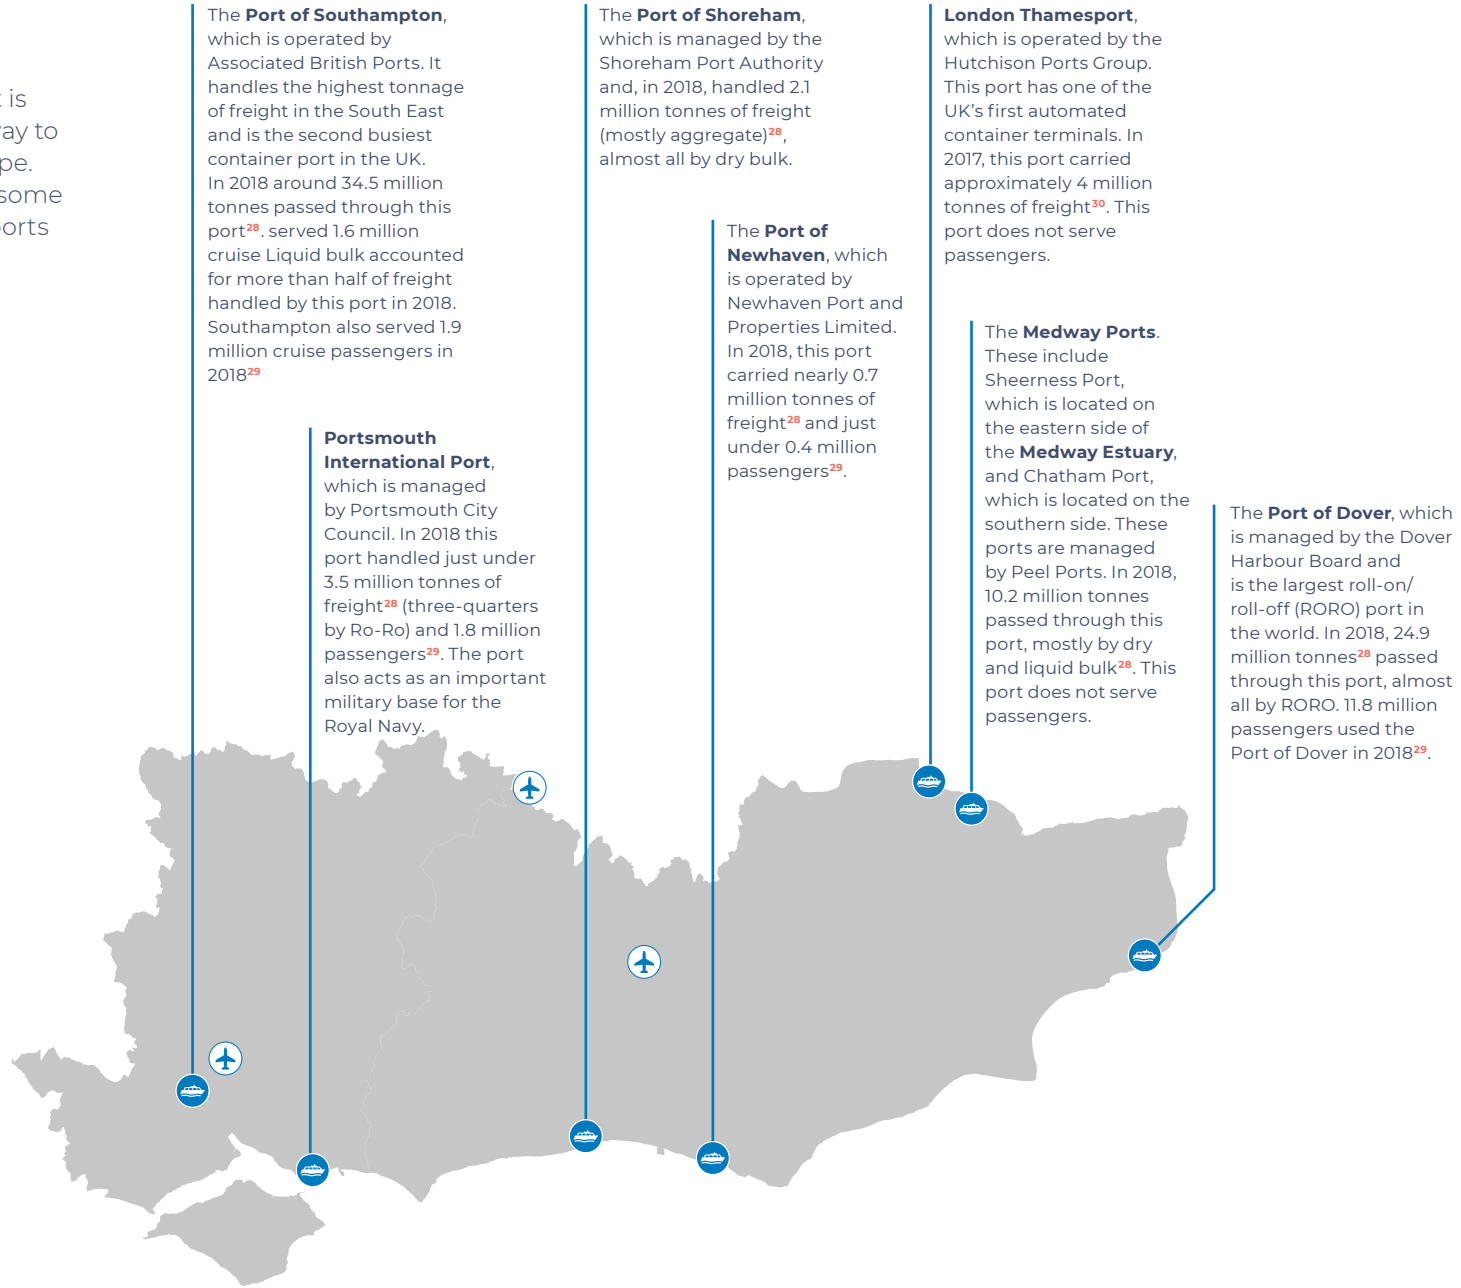 is
to
some
The Port of Southampton,
which is operated by
Associated British Ports. It
handles the highest tonnage
of freight in the South East
and is the second busiest
container port in the UK.
In 2018 around 34.5 million
tonnes passed through this
port28. served 1.6 million
cruise Liquid bulk accounted
for more than half of freight
handled by this port in 2018.
Southampton also served 1.9
million cruise passengers in
201829
Portsmouth
International Port,
which is managed
by Portsmouth City
Council. In 2018 this
port handled just under
3.5 million tonnes of
freight28 (three-quarters
by Ro-Ro) and 1.8 million
passengers29. The port
also acts as an important
military base for the
Royal Navy.
The Port of Shoreham,
which is managed by the
Shoreham Port Authority
and, in 2018, handled 2.1
million tonnes of freight
(mostly aggregate)28,
almost all by dry bulk.
The Port of
Newhaven, which
is operated by
Newhaven Port and
Properties Limited.
In 2018, this port
carried nearly 0.7
million tonnes of
freight28 and just
under 0.4 million
passengers29.
London Thamesport,
which is operated by the
Hutchison Ports Group.
This port has one of the
UK's first automated
container terminals. In
2017, this port carried
approximately 4 million
tonnes of freight30. This
port does not serve
passengers.
The Medway Ports.
These include
Sheerness Port,
which is located on
the eastern side of
the Medway Estuary,
and Chatham Port,
which is located on the
southern side. These
ports are managed
by Peel Ports. In 2018,
10.2 million tonnes
passed through this
port, mostly by dry
and liquid bulk28. This
port does not serve
passengers.
The Port of Dover, which
is managed by the Dover
Harbour Board and
is the largest roll-on/
roll-off (RORO) port in
the world. In 2018, 24.9
million tonnes28 passed
through this port, almost
all by RORO. 11.8 million
passengers used the
Port of Dover in 201829.